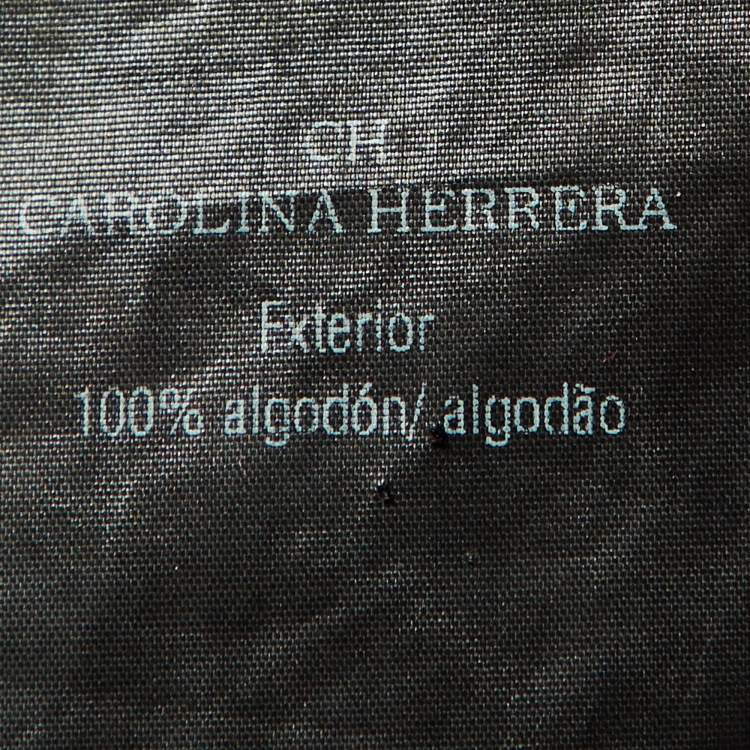 CH
CAROLINA HERRERA
Exterior
100% algodón/ algodão